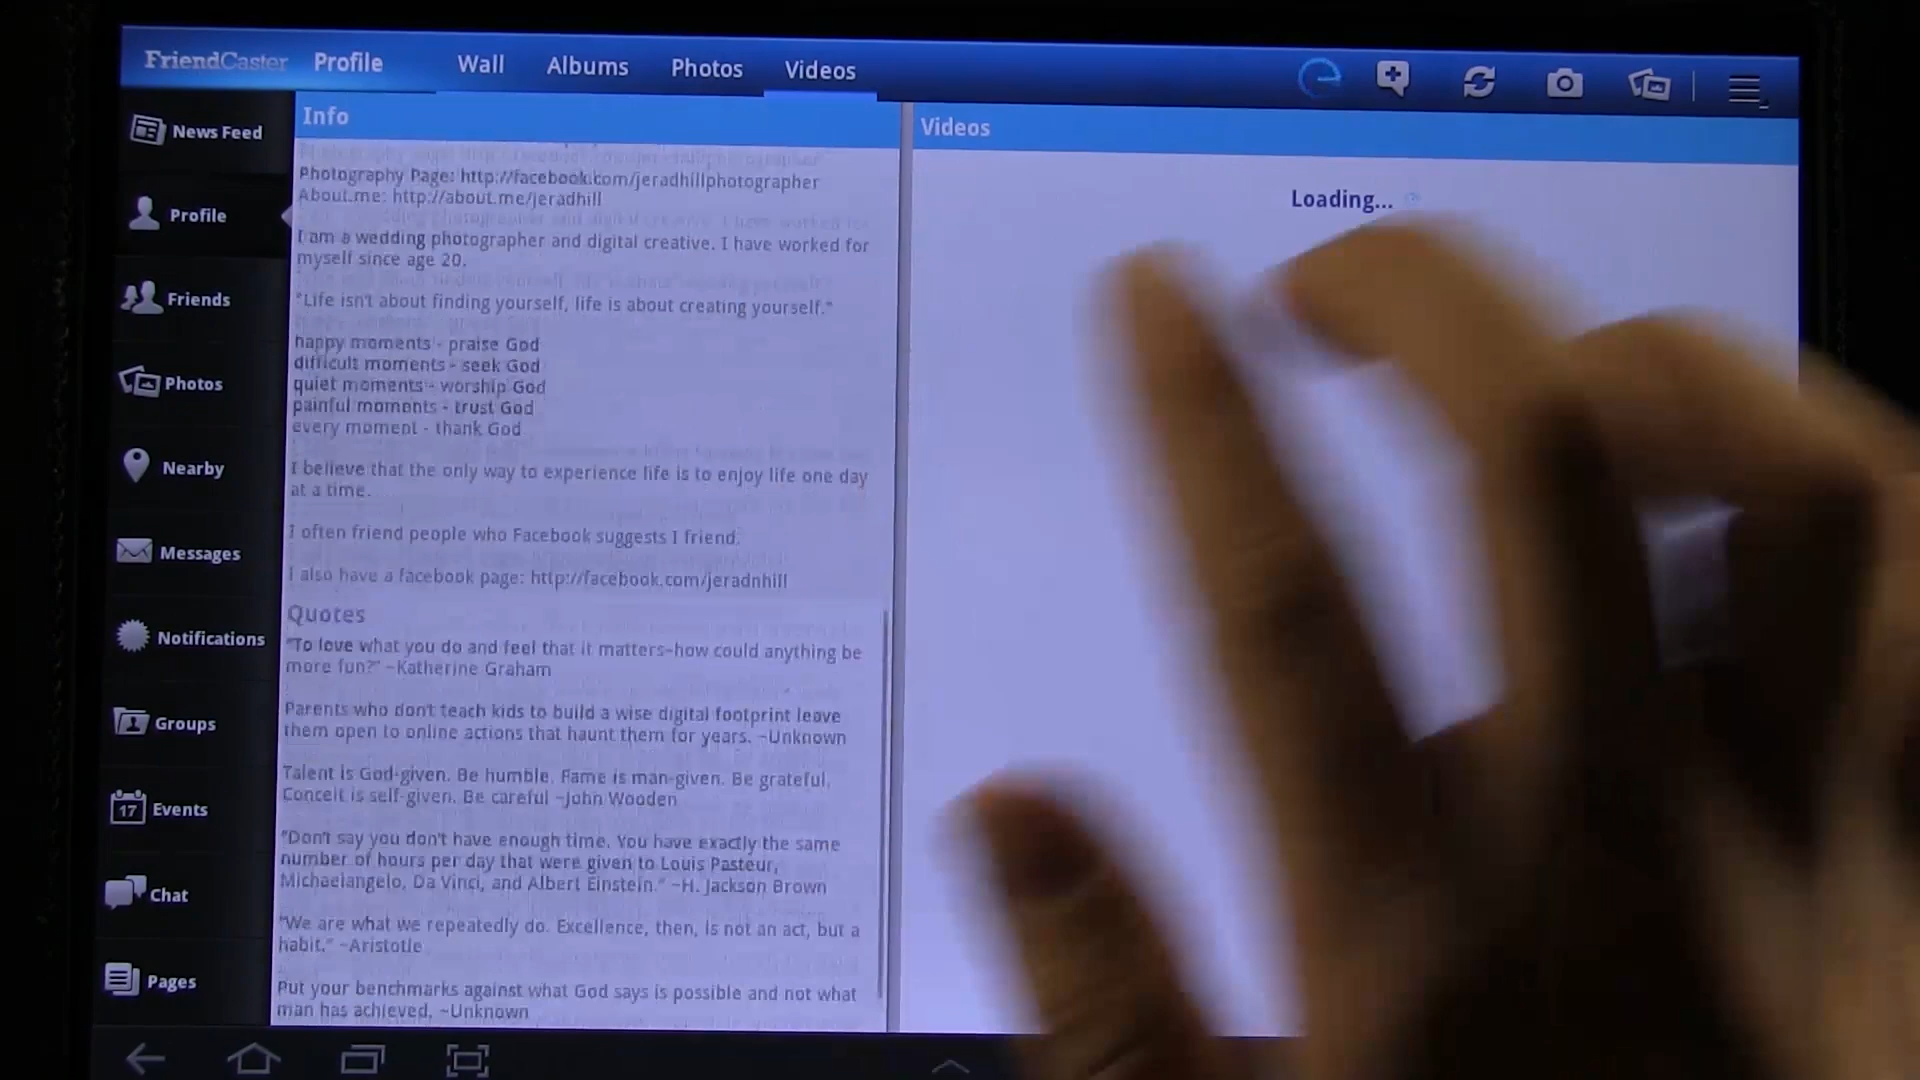 FriendCaster Profile Wall Albums Photos Videos
News Feed
Profile
Friends
Photos
Nearby
Messages
Notifications
Groups
17 Events
Chat
Pages
Info
Photography Page: http://facebook.com/jeradhillphotographer
About.me: http://about.me/jeradhill
I am a wedding photographer and digital creative. I have worked for
myself since age 20.
"Life isn't about finding yourself, life is about creating yourself."
happy moments - praise God
difficult moments - seek God
quiet moments - worship God
painful moments - trust God
every moment - thank God
I believe that the only way to experience life is to enjoy life one day
at a time.
I often friend people who Facebook suggests I friend.
I also have a facebook page: http://facebook.com/jeradnhill
Quotes
"To love what you do and feel that it matters-how could anything be
more fun?" ~Katherine Graham
Parents who don't teach kids to build a wise digital footprint leave
them open to online actions that haunt them for years. ~Unknown
Talent is God-given. Be humble. Fame is man-given. Be grateful.
Conceit is self-given. Be careful ~John Wooden
"Don't say you don't have enough time. You have exactly the same
number of hours per day that were given to Louis Pasteur,
Michaelangelo, Da Vinci, and Albert Einstein." ~H. Jackson Brown
"We are what we repeatedly do. Excellence, then, is not an act, but a
habit." ~Aristotle
Put your benchmarks against what God says is possible and not what
man has achieved, ~Unknown
Videos
Loading...